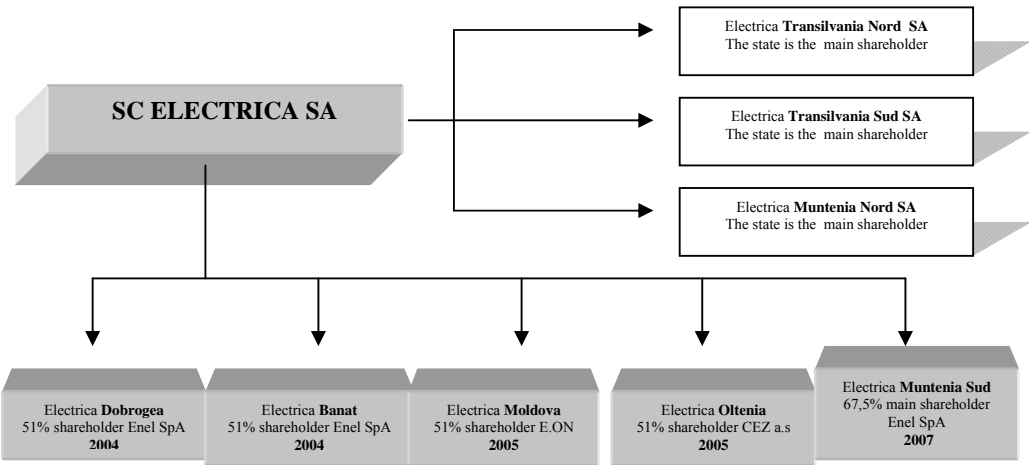 SC ELECTRICA SA
Electrica Transilvania Nord SA
The state is the main shareholder
Electrica Transilvania Sud SA
The state is the main shareholder
Electrica Muntenia Nord SA
The state is the main shareholder
Electrica Dobrogea
51% shareholder Enel SpA
2004
Electrica Banat
51% shareholder Enel SpA
2004
Electrica Moldova
51% shareholder E.ON
2005
Electrica Oltenia
51% shareholder CEZ a.s
2005
Electrica Muntenia Sud
67,5% main shareholder
Enel SpA
2007